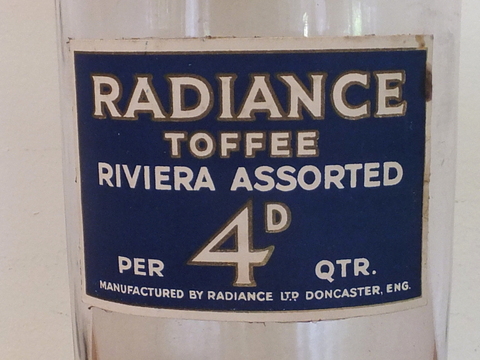 RADIANCE
TOFFEE
RIVIERA ASSORTED
4D
PER QTR.
MANUFACTURED BY RADIANCE LTD DONCASTER, ENG.